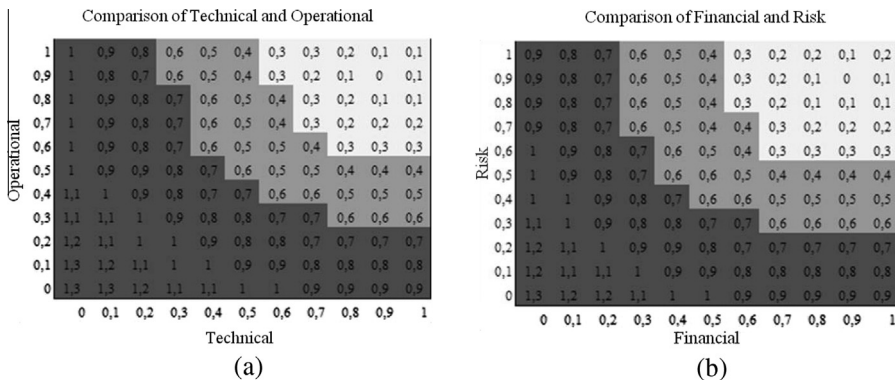 Comparison of Technical and Operational
1 1 0,9 0,8 0,6 0,5 0,4 0,3 0,3 0,2 0,1 0,1
0,9 1 0,8 0,7 0,6 0,5 0,4 0,3 0,2 0,1 0 0,1
0,8 1 0,9 0,8 0,7 0,6 0,5 0,4 0,3 0,2 0,1 0,1
0,7 1 0,9 0,8 0,7 0,6 0,5 0,4 0,3 0,2 0,2 0,2
0,6 1 0,9 0,8 0,7 0,6 0,5 0,5 0,4 0,3 0,3 0,3
0,5 1 0,9 0,9 0,8 0,7 0,6 0,5 0,5 0,4 0,4 0,4
0,4 1,1 1 0,9 0,8 0,7 0,7 0,6 0,6 0,5 0,5 0,5
0,3 1,1 1,1 1 0,9 0,8 0,8 0,7 0,7 0,6 0,6 0,6
0,2 1,2 1,1 1 1 0,9 0,8 0,8 0,7 0,7 0,7 0,7
0,1 1,3 1,2 1,1 1 1 0,9 0,9 0,8 0,8 0,8 0,8
0 1,3 1,3 1,2 1,1 1,1 1 1 0,9 0,9 0,9 0,9
0 0,1 0,2 0,3 0,4 0,5 0,6 0,7 0,8 0,9 1
Operational
Technical
(a)
Comparison of Financial and Risk
1 0,9 0,8 0,7 0,6 0,5 0,4 0,3 0,2 0,2 0,1 0,2
0,9 0,9 0,8 0,7 0,6 0,5 0,4 0,3 0,2 0,1 0 0,1
0,8 0,9 0,8 0,7 0,6 0,5 0,4 0,3 0,2 0,1 0,1 0,1
0,7 0,9 0,8 0,7 0,6 0,5 0,4 0,4 0,3 0,2 0,2 0,2
0,6 1 0,9 0,8 0,7 0,6 0,5 0,4 0,3 0,3 0,3 0,3
0,5 1 0,9 0,8 0,7 0,6 0,6 0,5 0,4 0,4 0,4 0,4
0,4 1 1 0,9 0,8 0,7 0,6 0,6 0,5 0,5 0,5 0,5
0,3 1,1 1 0,9 0,8 0,8 0,7 0,7 0,6 0,6 0,6 0,6
0,2 1,2 1,1 1 0,9 0,9 0,8 0,8 0,7 0,7 0,7 0,7
0,1 1,2 1,1 1,1 1 0,9 0,9 0,8 0,8 0,8 0,8 0,8
0 1,3 1,2 1,2 1,1 1 1 0,9 0,9 0,9 0,9 0,9
0 0,1 0,2 0,3 0,4 0,5 0,6 0,7 0,8 0,9 1
Risk
Financial
(b)